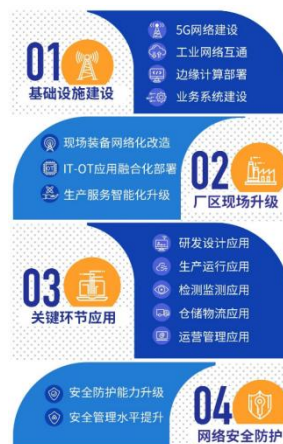 01
基础设施建设
5G网络建设
工业网络互通
边缘计算部署
业务系统建设
现场装备网络化改造
IT-OT应用融合化部署
生产服务智能化升级
02
厂区现场升级
03
关键环节应用
研发设计应用
生产运行应用
检测监测应用
仓储物流应用
运营管理应用
安全防护能力升级
安全管理水平提升
04
网络安全防护